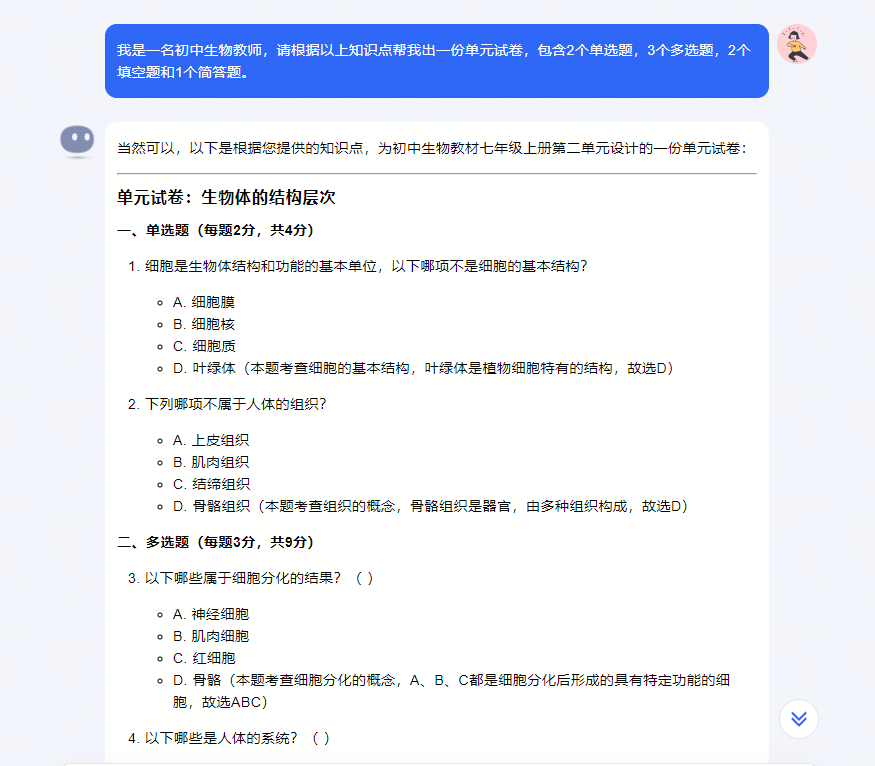 我是一名初中生物教师，请根据以上知识点帮我出一份单元试卷，包含2个单选题，3个多选题，2个
填空题和1个简答题。
当然可以，以下是根据您提供的知识点，为初中生物教材七年级上册第二单元设计的一份单元试卷：
单元试卷：生物体的结构层次
一、单选题（每题2分，共4分）
1. 细胞是生物体结构和功能的基本单位，以下哪项不是细胞的基本结构？
A. 细胞膜
B. 细胞核
C. 细胞质
D. 叶绿体（本题考查细胞的基本结构，叶绿体是植物细胞特有的结构，故选D）
2. 下列哪项不属于人体的组织？
A. 上皮组织
B. 肌肉组织
C. 结缔组织
D. 骨骼组织（本题考查组织的概念，骨骼组织是器官，由多种组织构成，故选D）
二、多选题（每题3分，共9分）
3. 以下哪些属于细胞分化的结果？（ ）
A. 神经细胞
B. 肌肉细胞
C. 红细胞
D. 骨骼（本题考查细胞分化的概念，A、B、C都是细胞分化后形成的具有特定功能的细
胞，故选ABC）
4. 以下哪些是人体的系统？（ ）